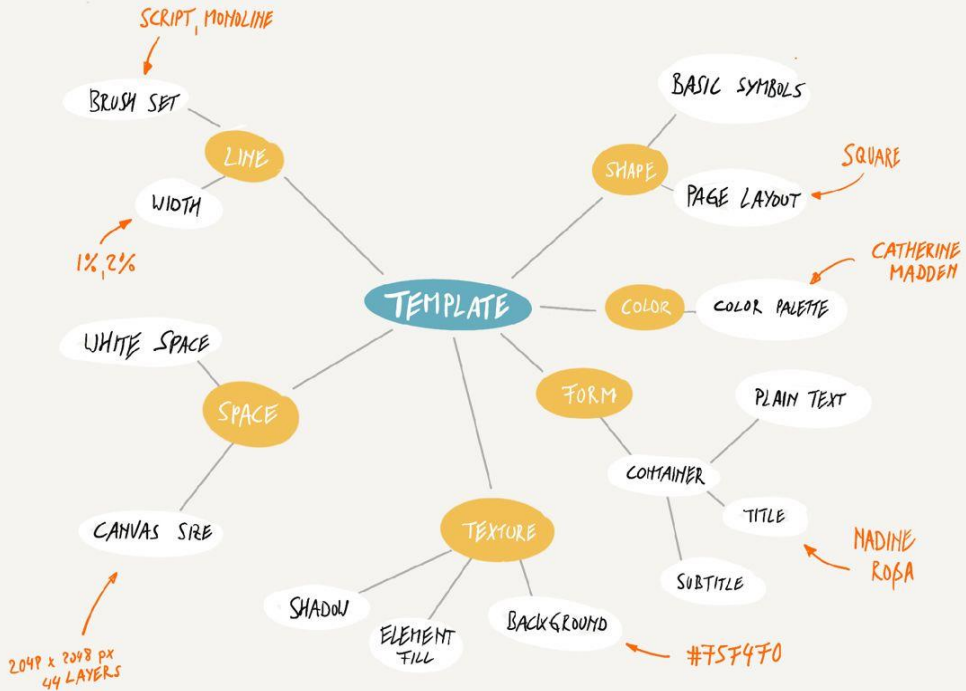 SCRIPT, MONOLINE
BRUSH SET
LINE
WIDTH
1%, 2%
BASIC SYMBOLS
SHAPE
SQUARE
PAGE LAYOUT
CATHERINE
MADDEN
TEMPLATE
COLOR
COLOR PALETTE
WHITE SPACE
SPACE
CANVAS SIZE
2048 x 2048 px
44 LAYERS
FORM
PLAIN TEXT
CONTAINER
TITLE
NADINE
ROßA
SUBTITLE
TEXTURE
SHADOW
ELEMENT
FILL
BACKGROUND
#F5F4F0